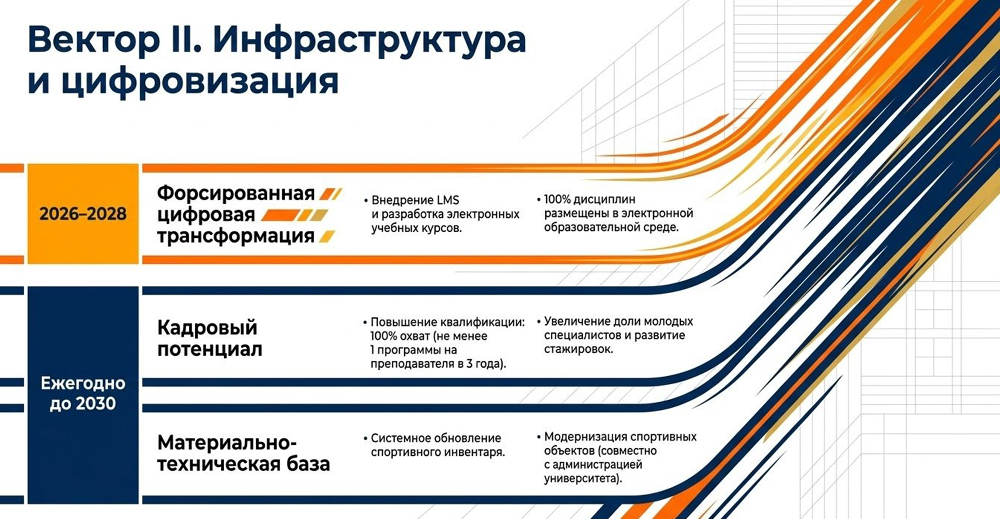 Вектор II. Инфраструктура
и цифровизация
2026–2028
Форсированная
цифровая
трансформация
• Внедрение LMS
и разработка электронных
учебных курсов.
• 100% дисциплин
размещены в электронной
образовательной среде.
Ежегодно
до 2030
Кадровый
потенциал
• Повышение квалификации:
100% охват (не менее
1 программы на
преподавателя в 3 года).
• Увеличение доли молодых
специалистов и развитие
стажировок.
Материально-
техническая база
• Системное обновление
спортивного инвентаря.
• Модернизация спортивных
объектов (совместно
с администрацией
университета).